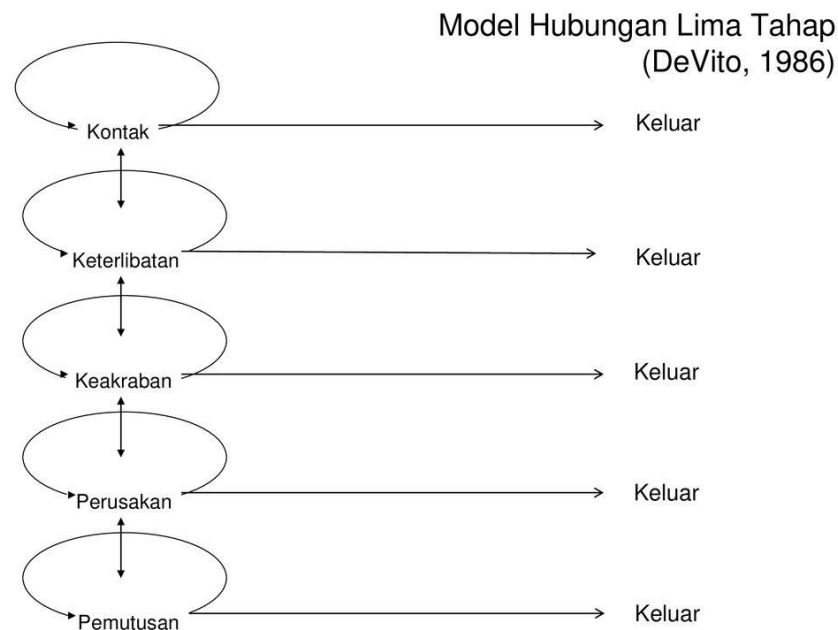 Model Hubungan Lima Tahap
(DeVito, 1986)
Kontak Keluar
Keterlibatan Keluar
Keakraban Keluar
Perusakan Keluar
Pemutusan Keluar